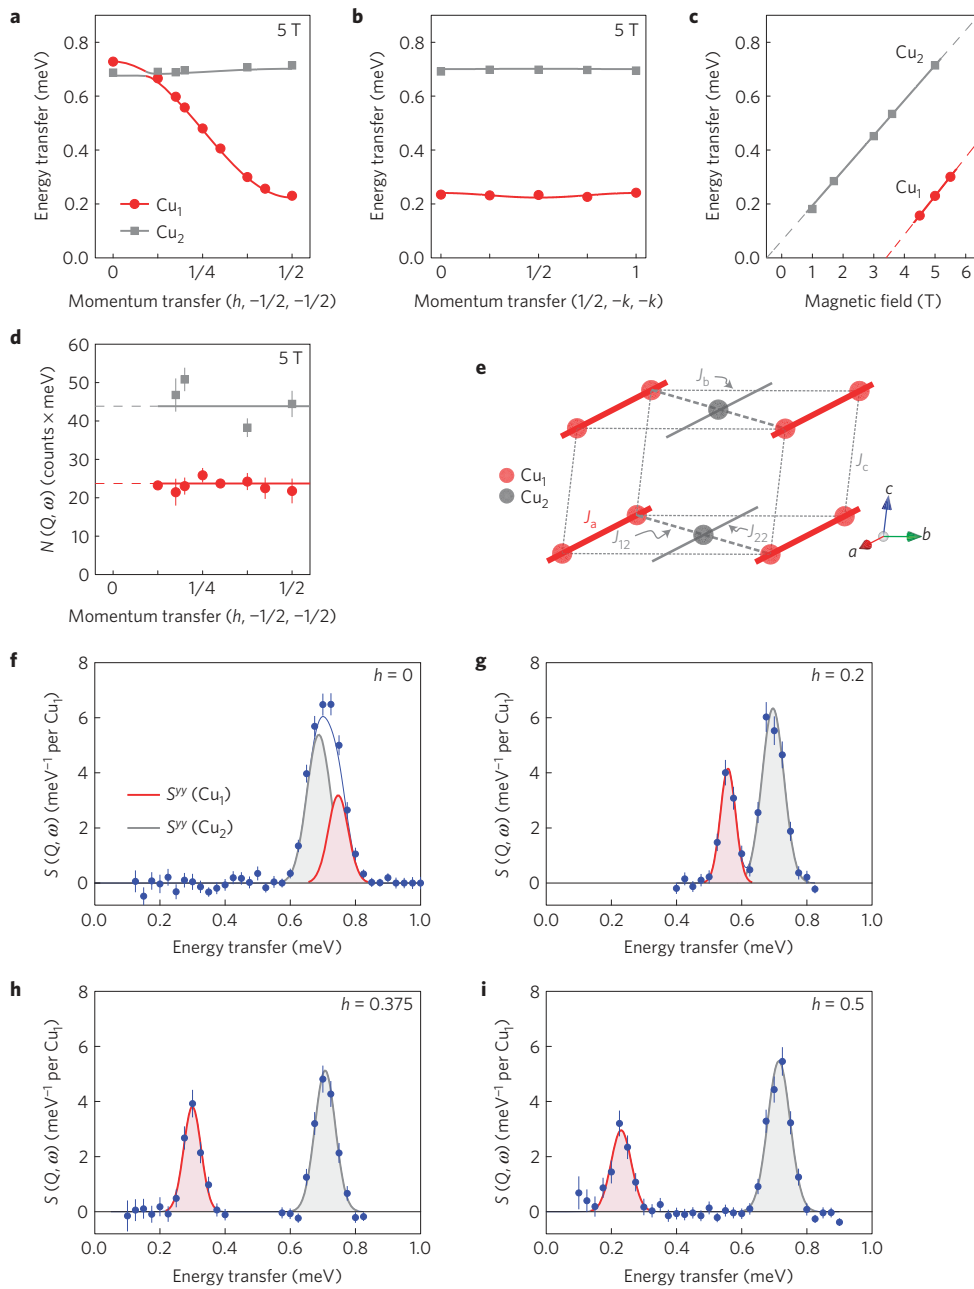 a
5 T
Energy transfer (meV)
0.8
0.6
0.4
0.2
0.0
Cu1
Cu2
0
1/4
1/2
Momentum transfer (h, −1/2, −1/2)
b
5 T
Energy transfer (meV)
0.8
0.6
0.4
0.2
0.0
0
1/2
1
Momentum transfer (1/2, −k, −k)
c
Energy transfer (meV)
0.8
0.6
0.4
0.2
0.0
Cu2
Cu1
0 1 2 3 4 5 6
Magnetic field (T)
d
5 T
N (Q, ω) (counts × meV)
60
50
40
30
20
10
0
0
1/4
1/2
Momentum transfer (h, −1/2, −1/2)
e
Jb
Jc
Cu1
Cu2
Ja
J12
J22
c
a
b
f
h = 0
S (Q, ω) (meV−1 per Cu1)
8
6
4
2
0
Syy (Cu1)
Syy (Cu2)
0.0 0.2 0.4 0.6 0.8 1.0
Energy transfer (meV)
g
h = 0.2
S (Q, ω) (meV−1 per Cu1)
8
6
4
2
0
0.0 0.2 0.4 0.6 0.8 1.0
Energy transfer (meV)
h
h = 0.375
S (Q, ω) (meV−1 per Cu1)
8
6
4
2
0
0.0 0.2 0.4 0.6 0.8 1.0
Energy transfer (meV)
i
h = 0.5
S (Q, ω) (meV−1 per Cu1)
8
6
4
2
0
0.0 0.2 0.4 0.6 0.8 1.0
Energy transfer (meV)